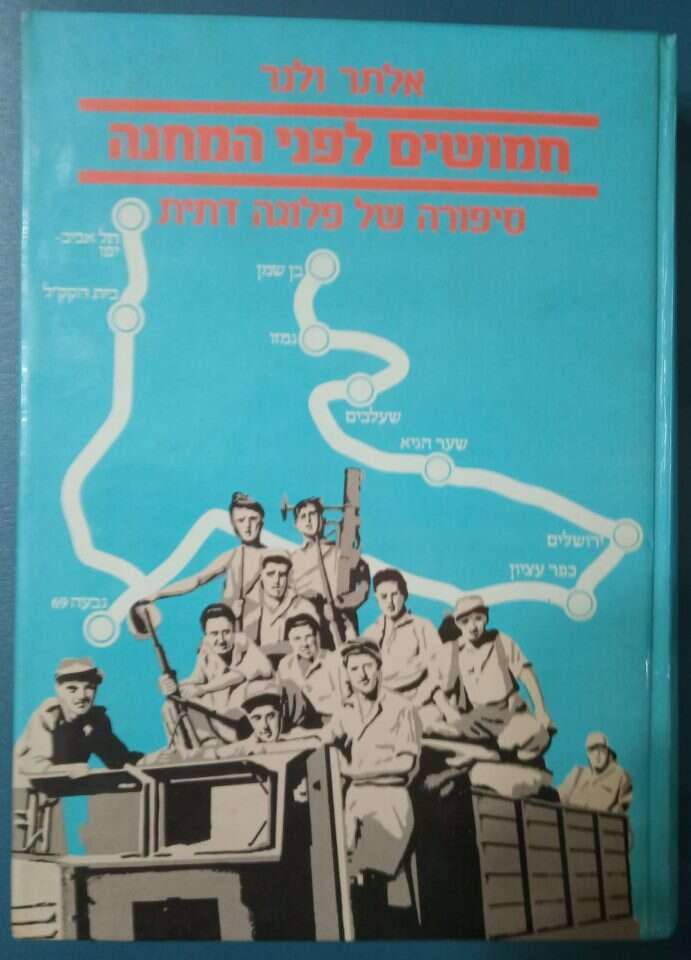 אלתר ולנר
חמושים לפני המחנה
סיפורה של פלוגה דתית
תל אביב-
יפו
בית הקק״ל
בן שמן
גמזו
שעלבים
שער הגיא
ירושלים
כפר עציון
גבעה 69